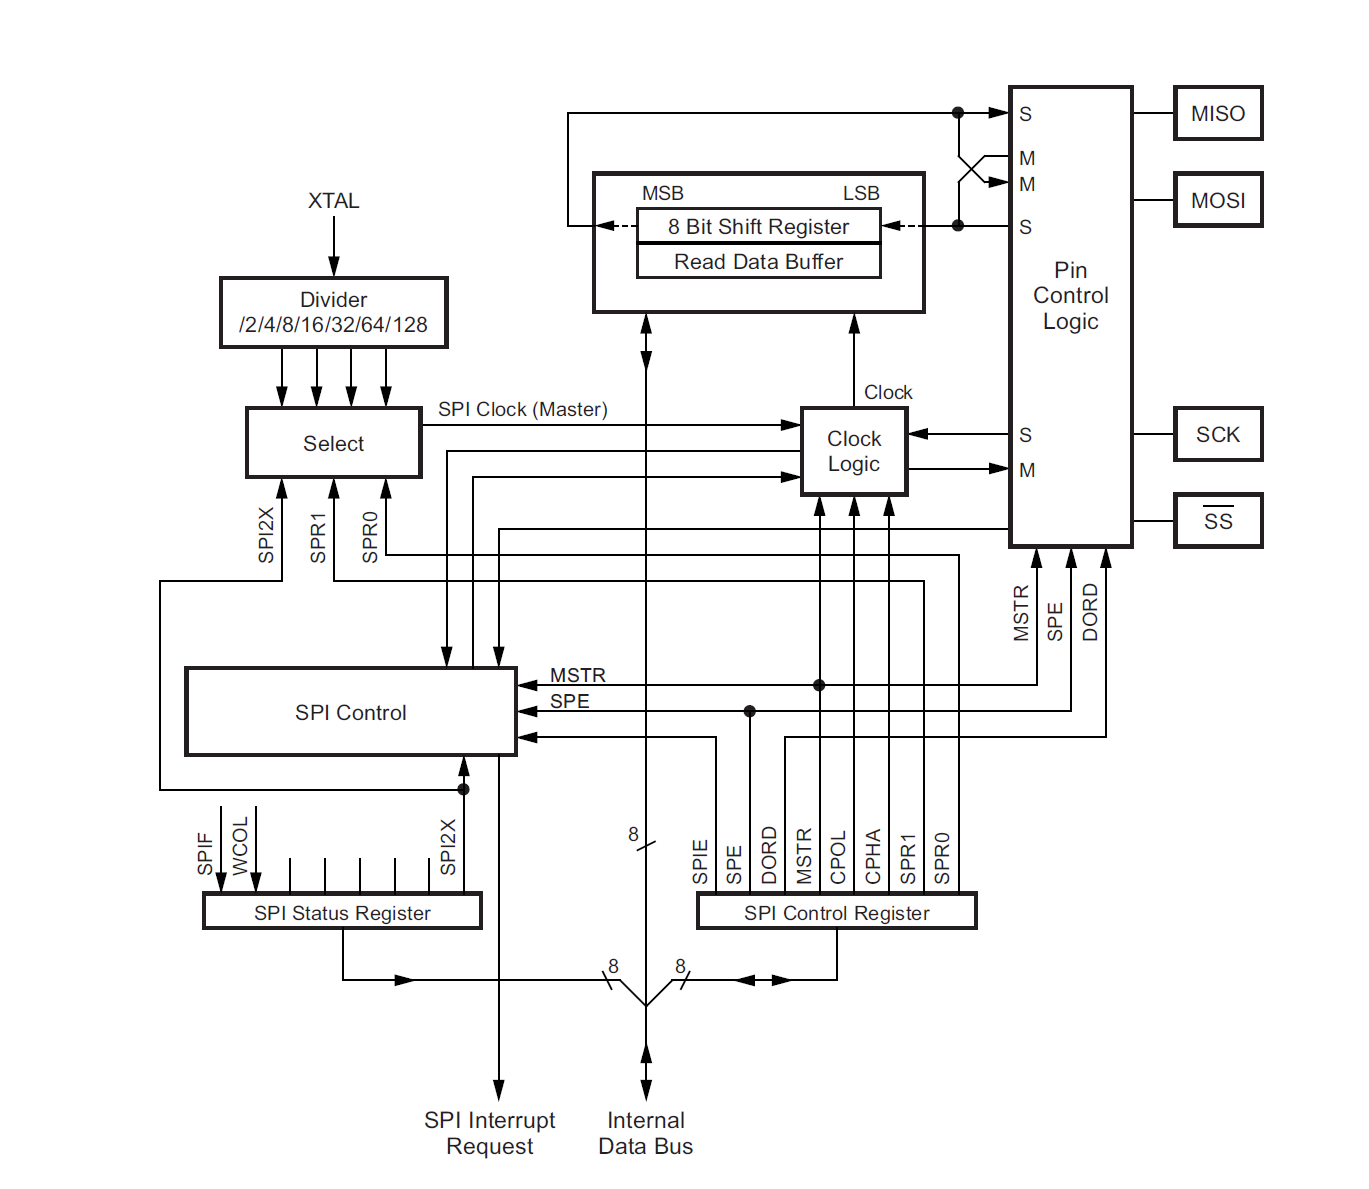 S
MISO
M
M
MSB
LSB
MOSI
XTAL
8 Bit Shift Register
S
Read Data Buffer
Pin
Control
Logic
Divider
/2/4/8/16/32/64/128
Clock
SPI Clock (Master)
Select
Clock
Logic
S
M
SCK
SS
SPI2X
SPR1
SPR0
MSTR
SPE
DORD
MSTR
SPE
SPI Control
SPIF
WCOL
SPI2X
8
SPIE
SPE
DORD
MSTR
CPOL
CPHA
SPR1
SPR0
SPI Status Register
SPI Control Register
8
8
SPI Interrupt
Request
Internal
Data Bus